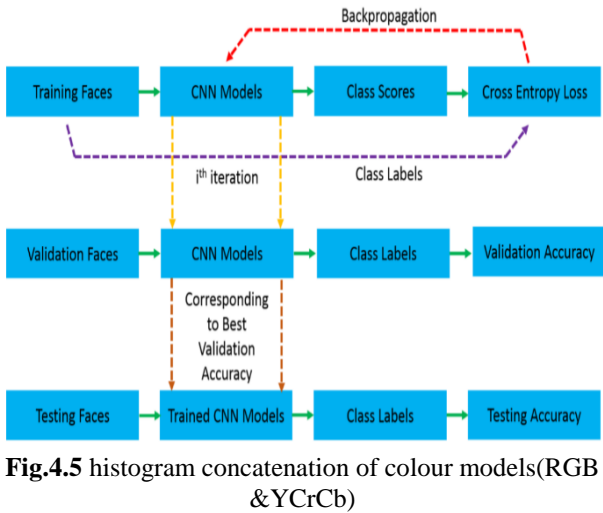 Backpropagation
Training Faces
CNN Models
Class Scores
Cross Entropy Loss
ith iteration
Class Labels
Validation Faces
CNN Models
Class Labels
Validation Accuracy
Corresponding
to Best
Validation
Accuracy
Testing Faces
Trained CNN Models
Class Labels
Testing Accuracy
Fig.4.5 histogram concatenation of colour models(RGB
&YCrCb)